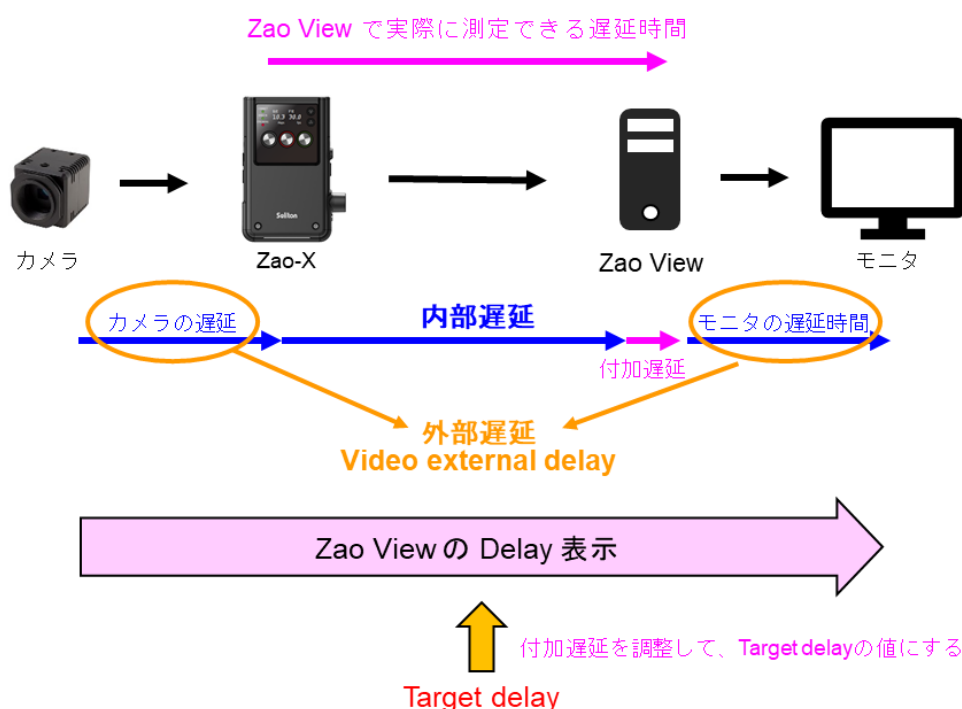 Zao View で実際に測定できる遅延時間
Soliton
カメラ
Zao-X
Zao View
モニタ
カメラの遅延
内部遅延
モニタの遅延時間
付加遅延
外部遅延
Video external delay
Zao View の Delay 表示
付加遅延を調整して、Target delayの値にする
Target delay